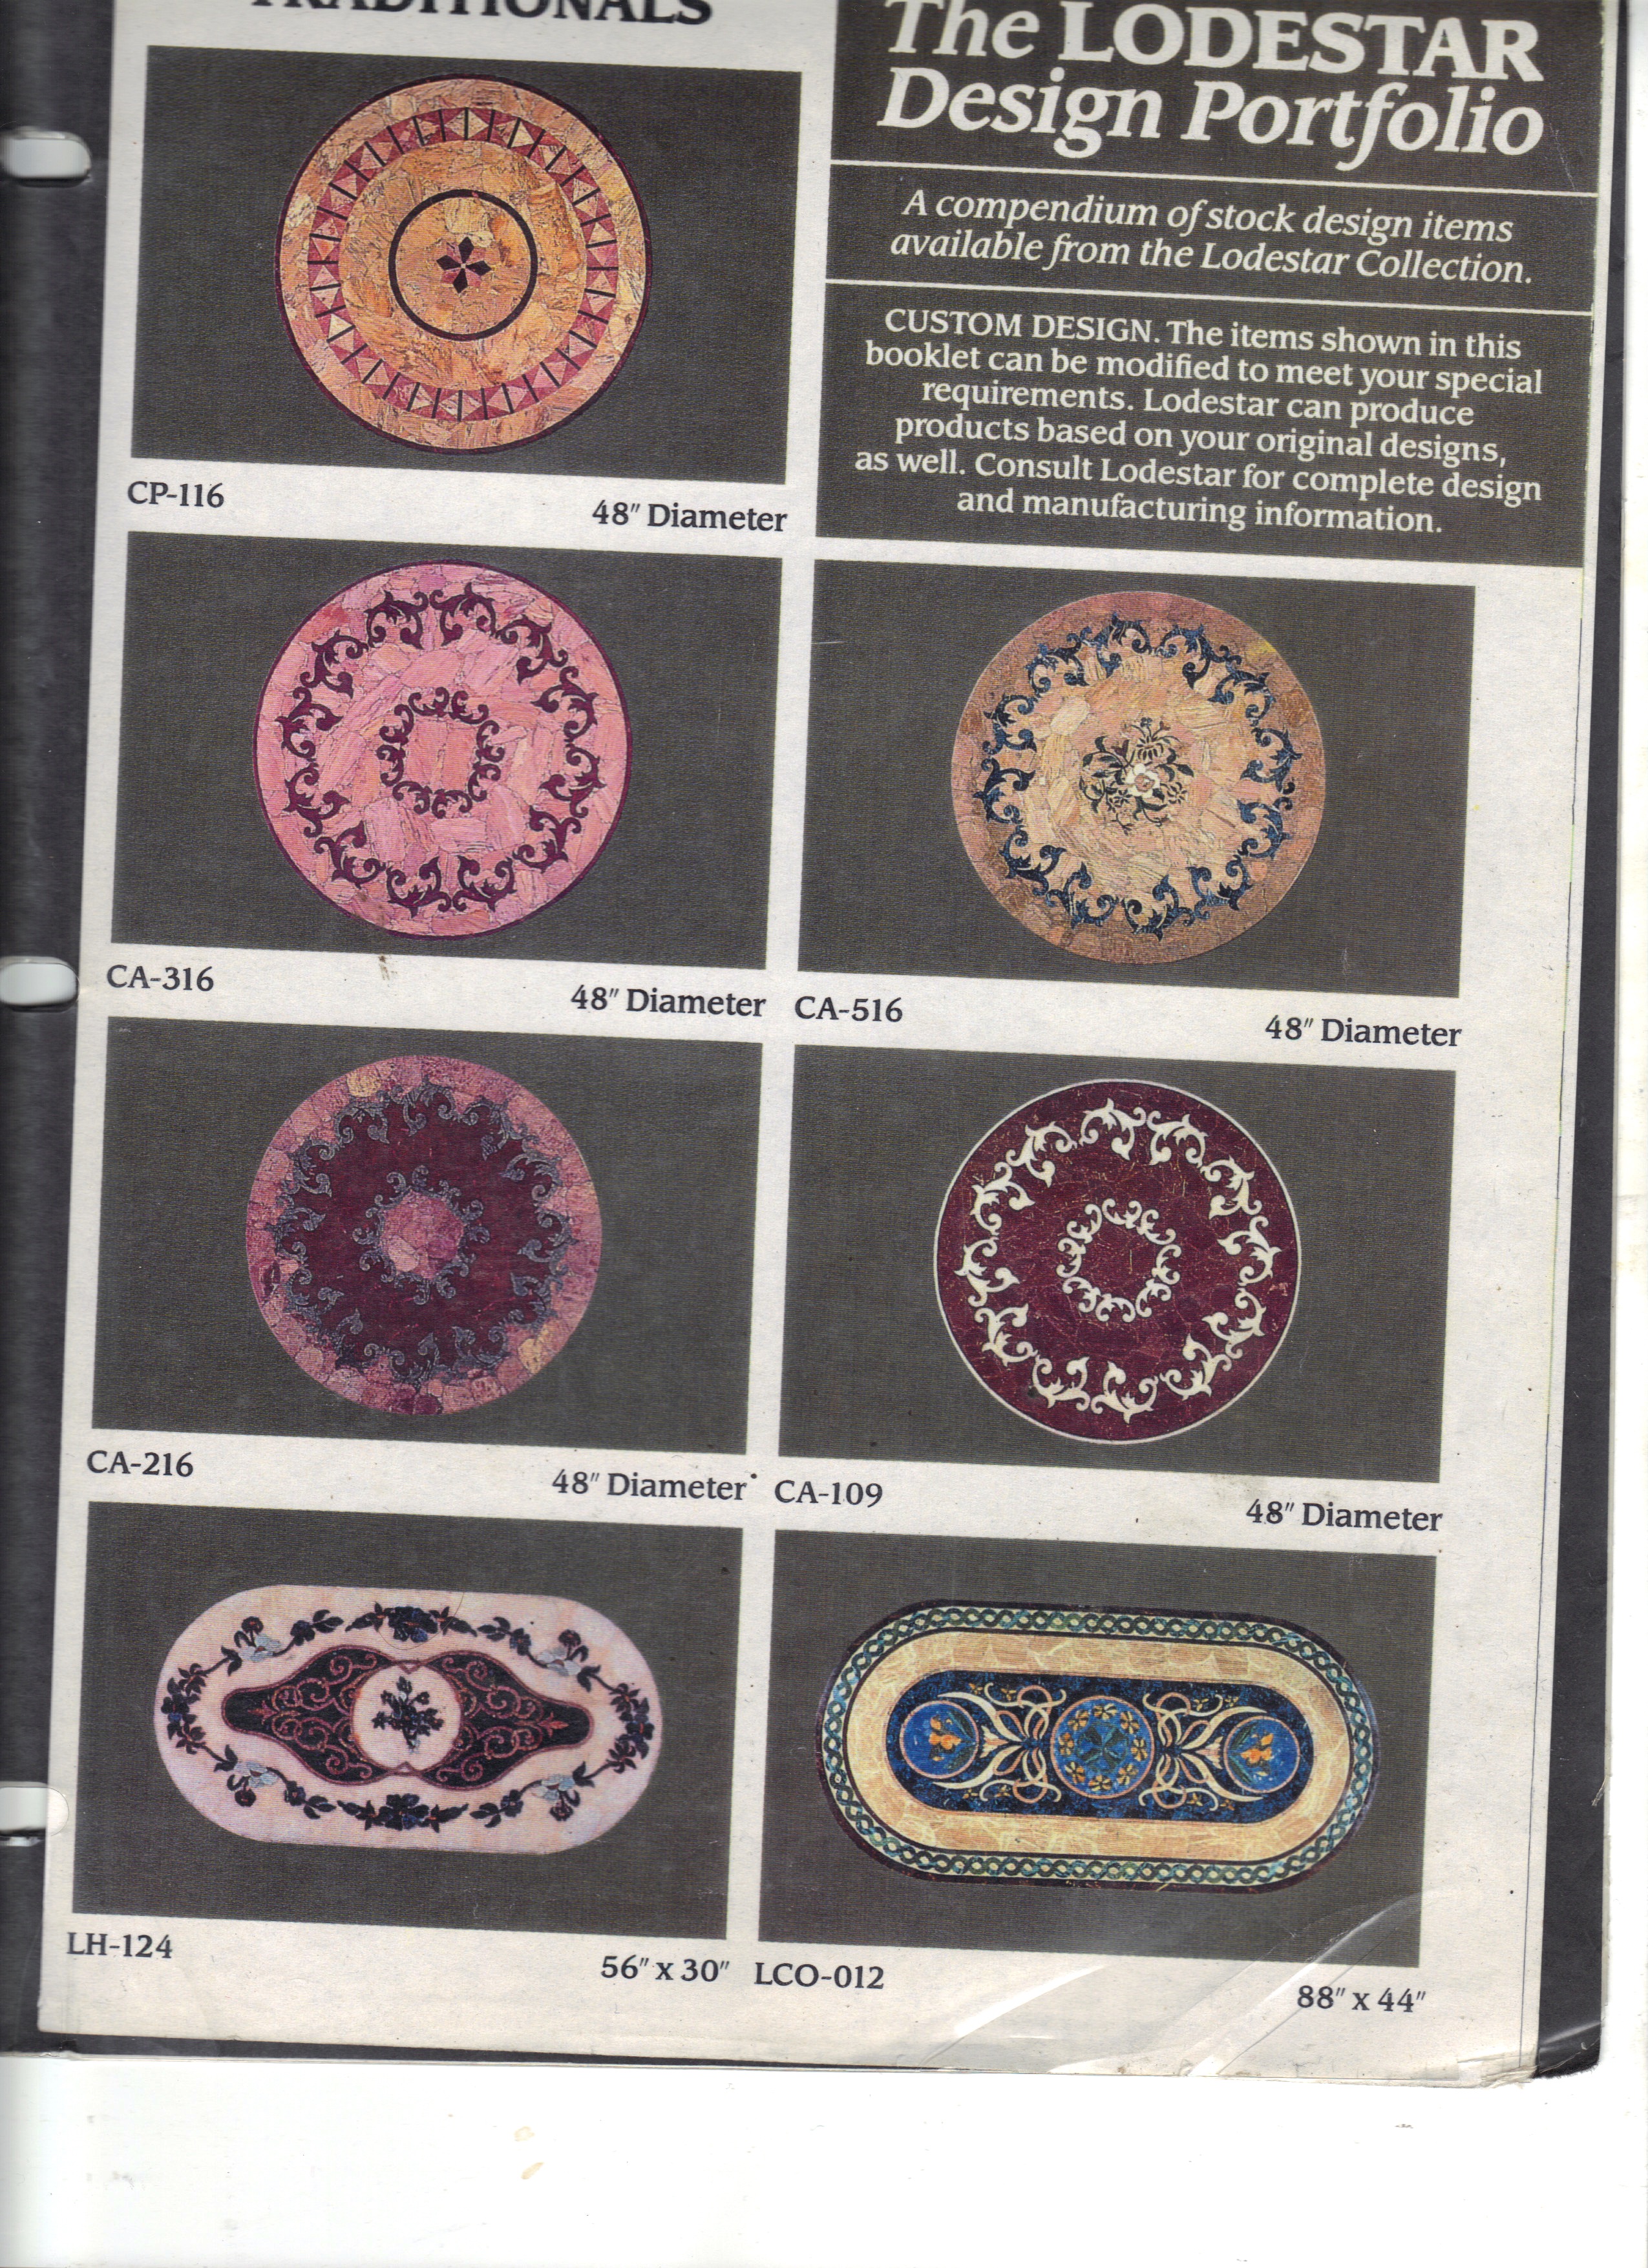 TRADITIONALS
The LODESTAR
Design Portfolio
A compendium of stock design items
available from the Lodestar Collection.
CUSTOM DESIGN. The items shown in this
booklet can be modified to meet your special
requirements. Lodestar can produce
products based on your original designs,
as well. Consult Lodestar for complete design
and manufacturing information.
CP-116
48" Diameter
CA-316
48" Diameter
CA-516
48" Diameter
CA-216
48" Diameter
CA-109
48" Diameter
LH-124
56" x 30"
LCO-012
88" x 44"